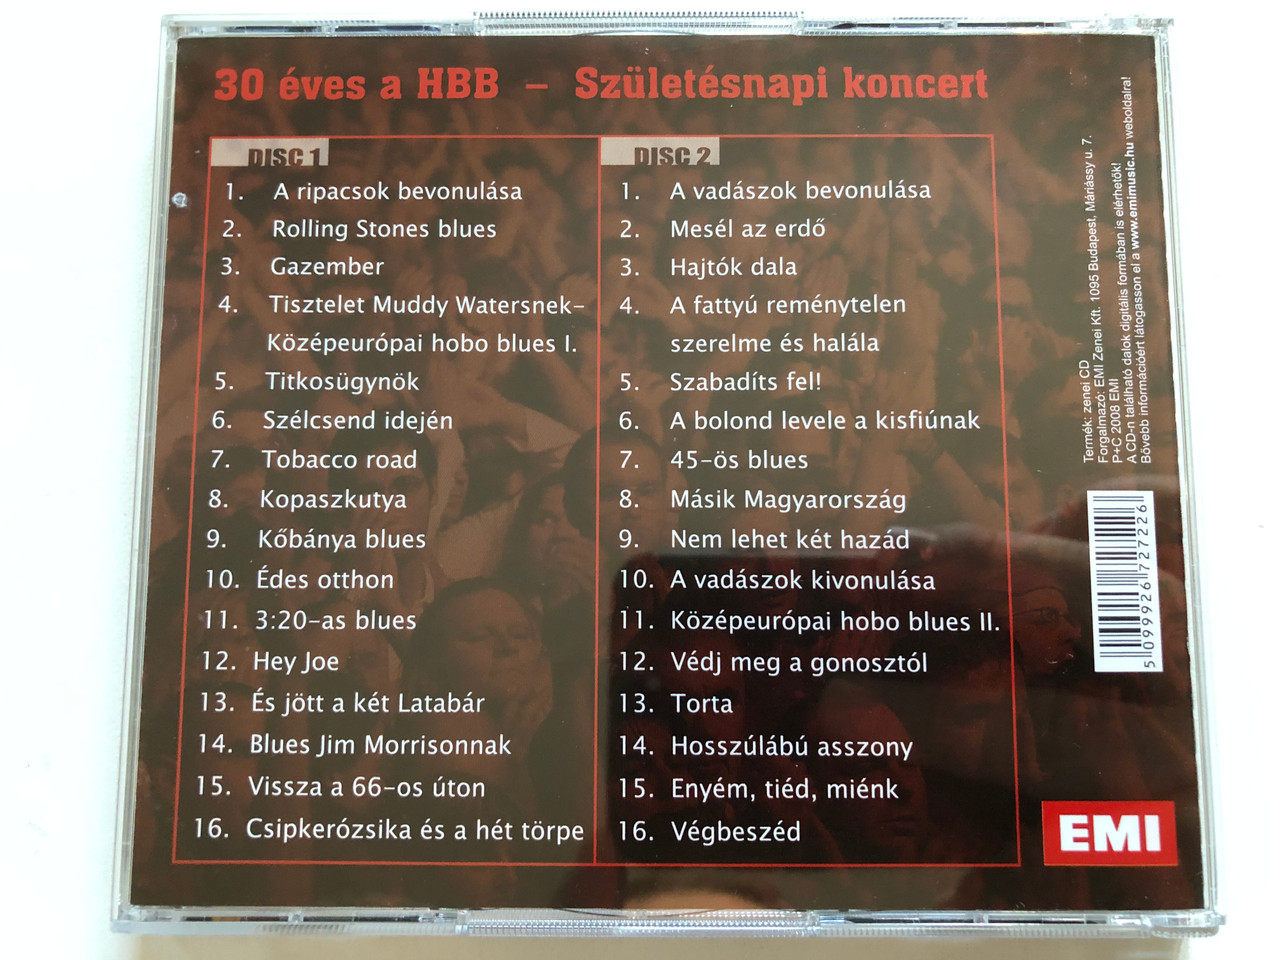 30 éves a HBB – Születésnapi koncert
DISC 1
1. A ripacsok bevonulása
2. Rolling Stones blues
3. Gazember
4. Tisztelet Muddy Watersnek-
Középeurópai hobo blues I.
5. Titkosügynök
6. Szélcsend idején
7. Tobacco road
8. Kopaszkutya
9. Kőbánya blues
10. Édes otthon
11. 3:20-as blues
12. Hey Joe
13. És jött a két Latabár
14. Blues Jim Morrisonnak
15. Vissza a 66-os úton
16. Csipkerózsika és a hét törpe
DISC 2
1. A vadászok bevonulása
2. Mesél az erdő
3. Hajtók dala
4. A fattyú reménytelen
szerelme és halála
5. Szabadíts fel!
6. A bolond levele a kisfiúnak
7. 45-ös blues
8. Másik Magyarország
9. Nem lehet két hazád
10. A vadászok kivonulása
11. Középeurópai hobo blues II.
12. Védj meg a gonosztól
13. Torta
14. Hosszúlábú asszony
15. Enyém, tiéd, miénk
16. Végbeszéd
Termék: zenei CD
Forgalmazó: EMI Zenei Kft. 1095 Budapest, Máriássy u. 7.
P+C 2008 EMI
A CD-n található dalok digitális formában is elérhetők!
Bővebb információért látogasson el a www.emimusic.hu weboldalra!
5 099926 727226
EMI